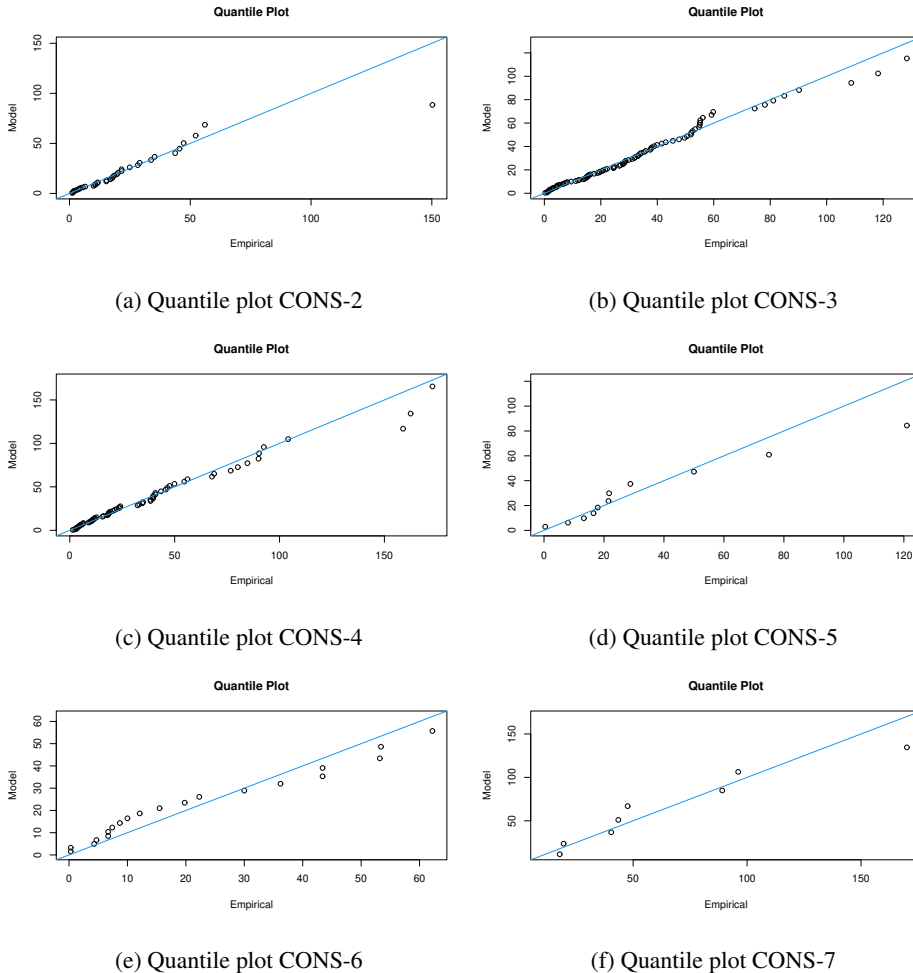 Quantile Plot
Model
0 50 100 150
0 50 100 150
Empirical
(a) Quantile plot CONS-2
Quantile Plot
Model
0 20 40 60 80 100
0 20 40 60 80 100 120
Empirical
(b) Quantile plot CONS-3
Quantile Plot
Model
0 50 100 150
0 50 100 150
Empirical
(c) Quantile plot CONS-4
Quantile Plot
Model
0 20 40 60 80 100
0 20 40 60 80 100 120
Empirical
(d) Quantile plot CONS-5
Quantile Plot
Model
0 10 20 30 40 50 60
0 10 20 30 40 50 60
Empirical
(e) Quantile plot CONS-6
Quantile Plot
Model
50 100 150
50 100 150
Empirical
(f) Quantile plot CONS-7